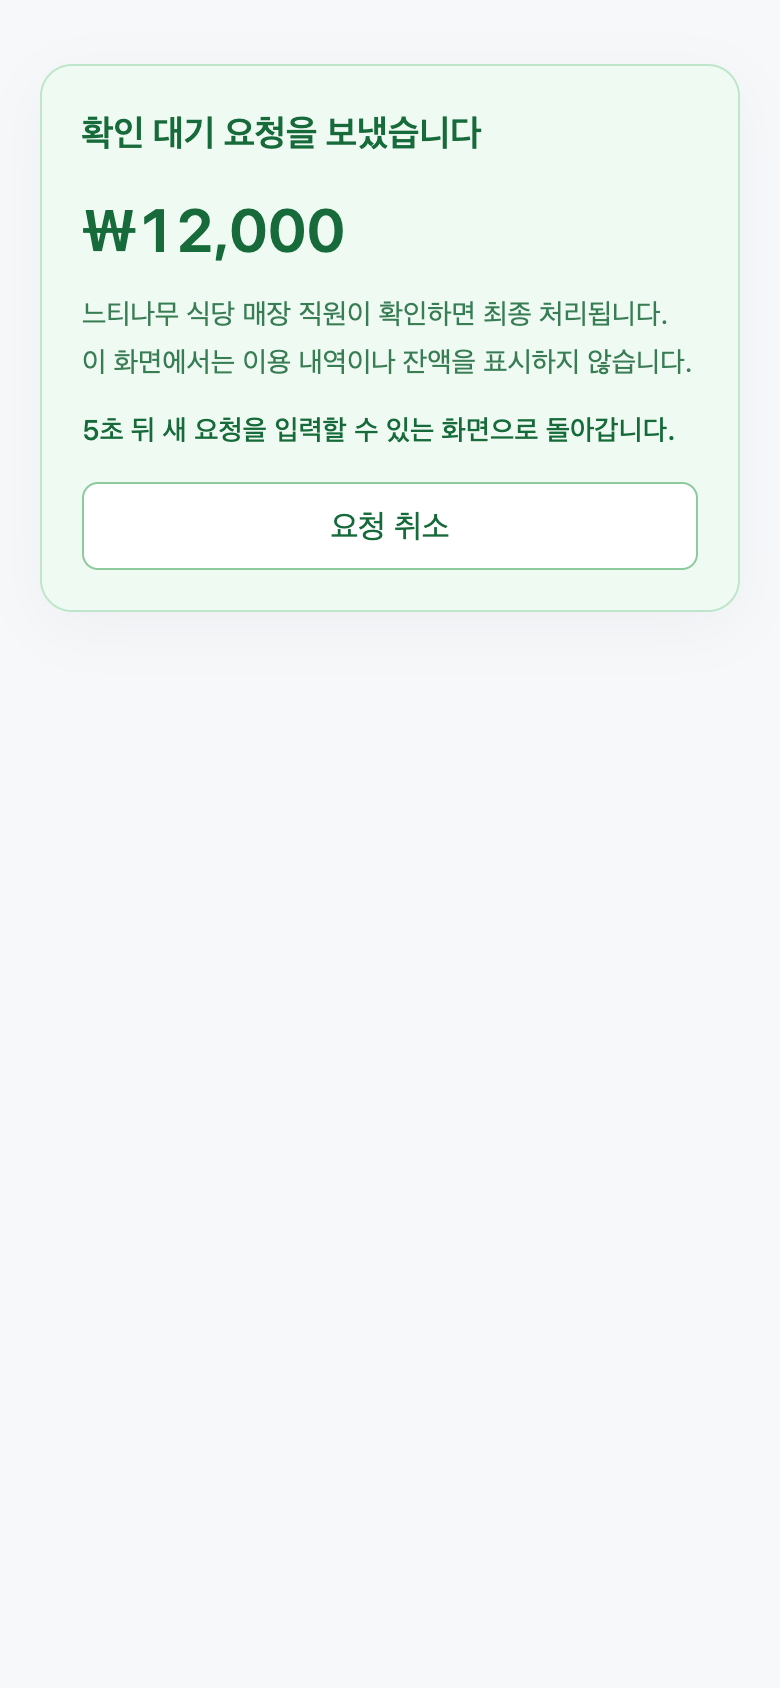 확인 대기 요청을 보냈습니다
₩12,000
느티나무 식당 매장 직원이 확인하면 최종 처리됩니다.
이 화면에서는 이용 내역이나 잔액을 표시하지 않습니다.
5초 뒤 새 요청을 입력할 수 있는 화면으로 돌아갑니다.
요청 취소